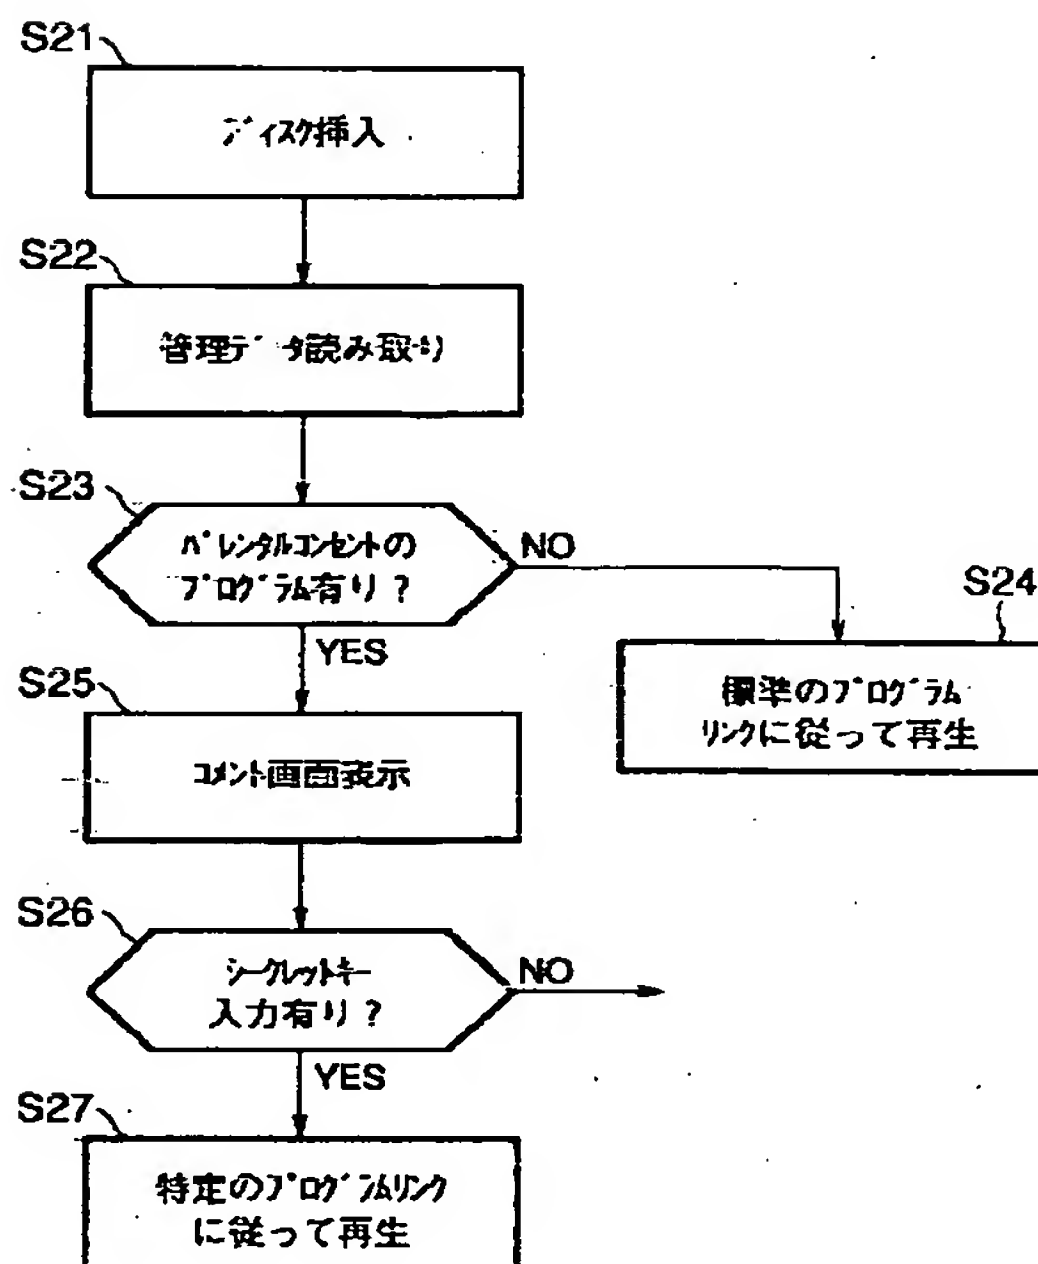 S21
ﾃﾞｨｽｸ挿入
S22
管理ﾃﾞｰﾀ読み取り
S23
ﾊﾟﾚﾝﾀﾙｺﾝｾﾝﾄの
ﾌﾟﾛｸﾞﾗﾑ有り？
NO
YES
S24
標準のﾌﾟﾛｸﾞﾗﾑ
ﾘﾝｸに従って再生
S25
ｺﾒﾝﾄ画面表示
S26
ｼｰｸﾚｯﾄｷｰ
入力有り？
NO
YES
S27
特定のﾌﾟﾛｸﾞﾗﾑﾘﾝｸ
に従って再生